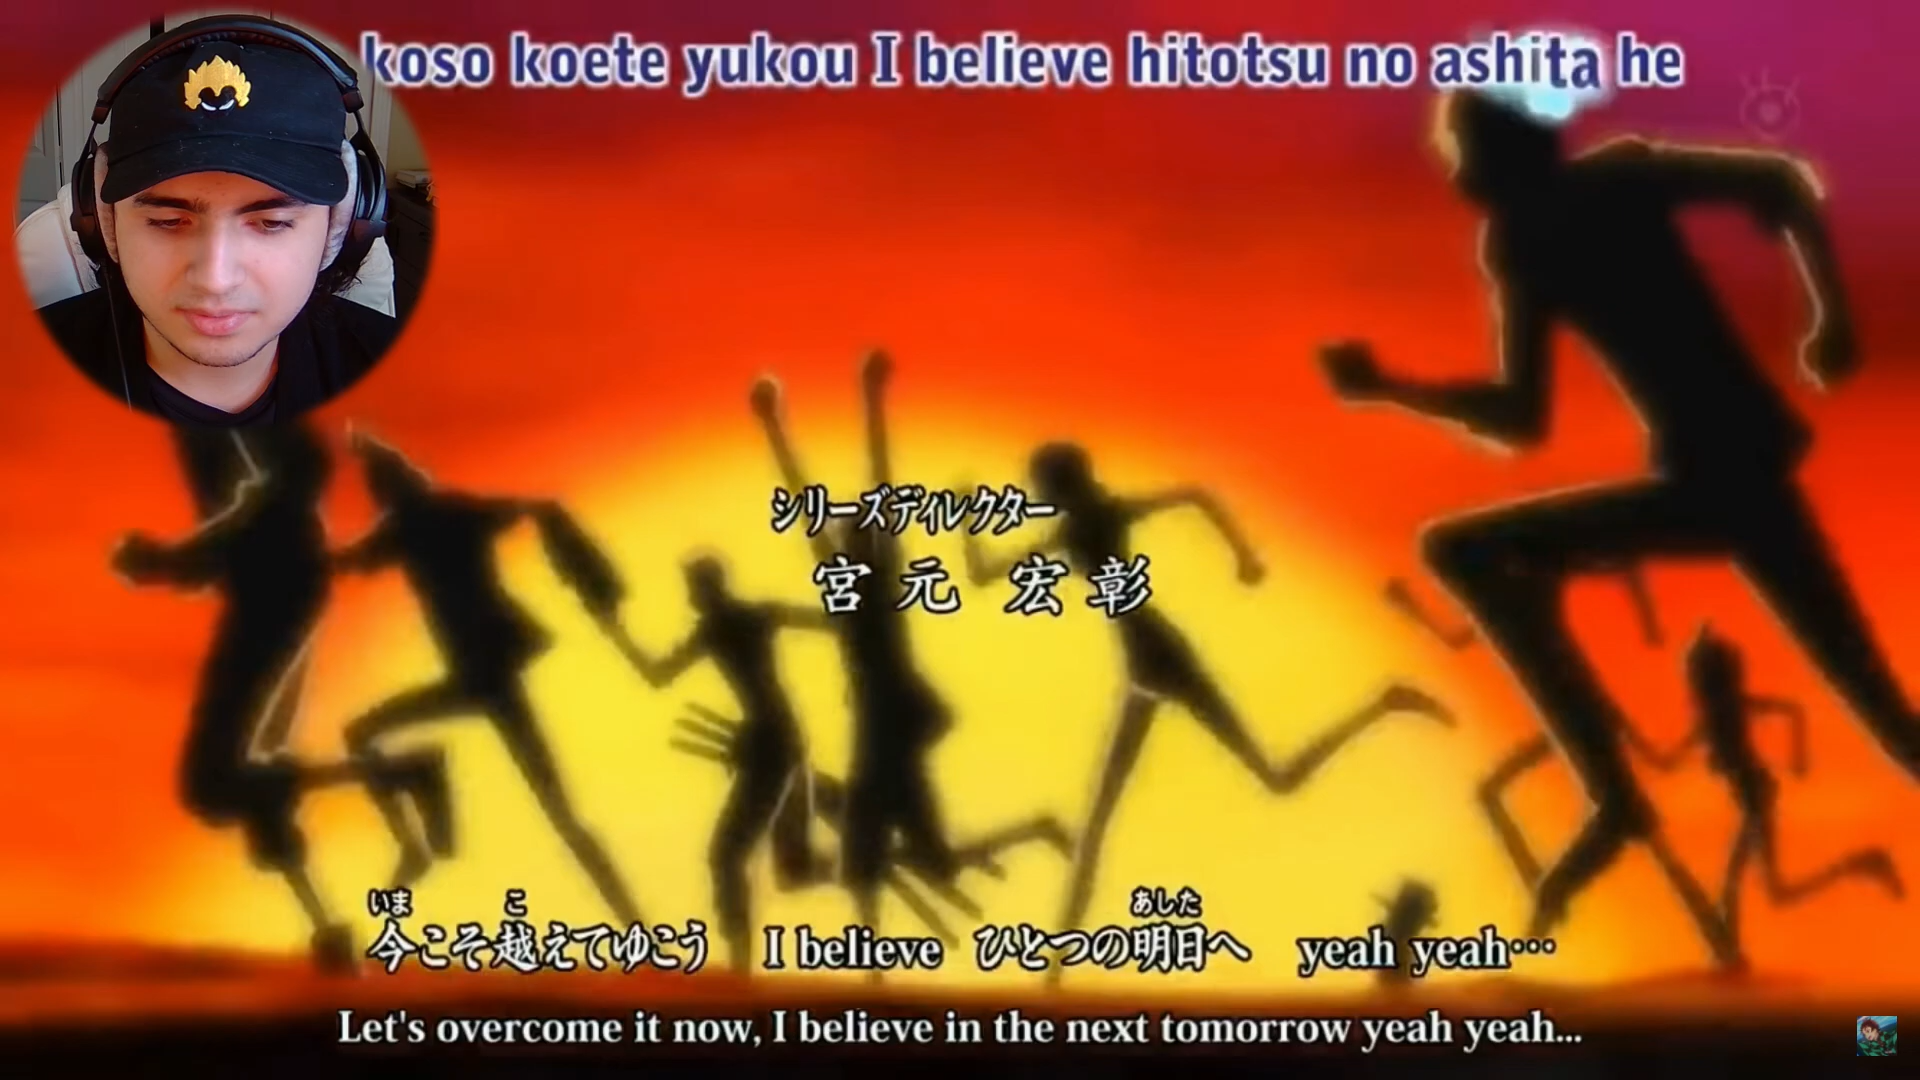 koso koete yukou I believe hitotsu no ashita he
シリーズディレクター
宮元 宏彰
いま こ あした
今こそ越えてゆこう I believe ひとつの明日へ yeah yeah…
Let's overcome it now, I believe in the next tomorrow yeah yeah...